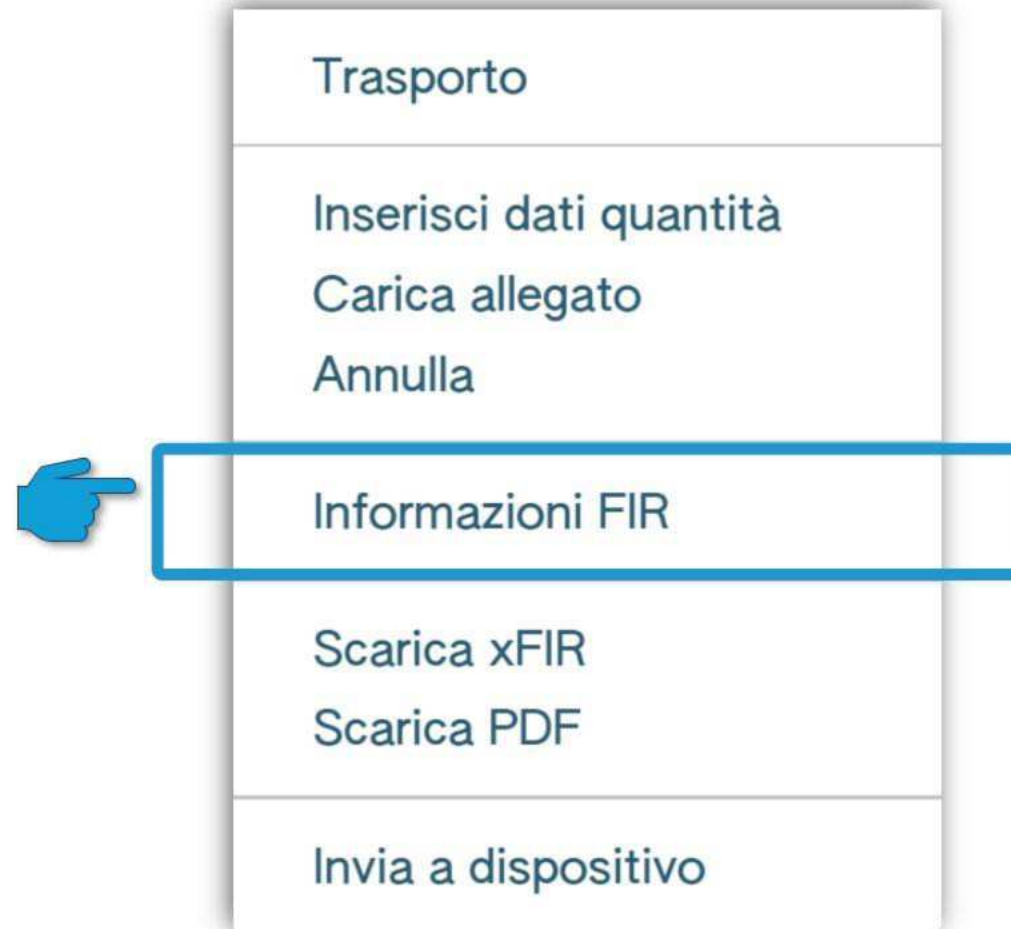 Trasporto
Inserisci dati quantità
Carica allegato
Annulla
Informazioni FIR
Scarica xFIR
Scarica PDF
Invia a dispositivo